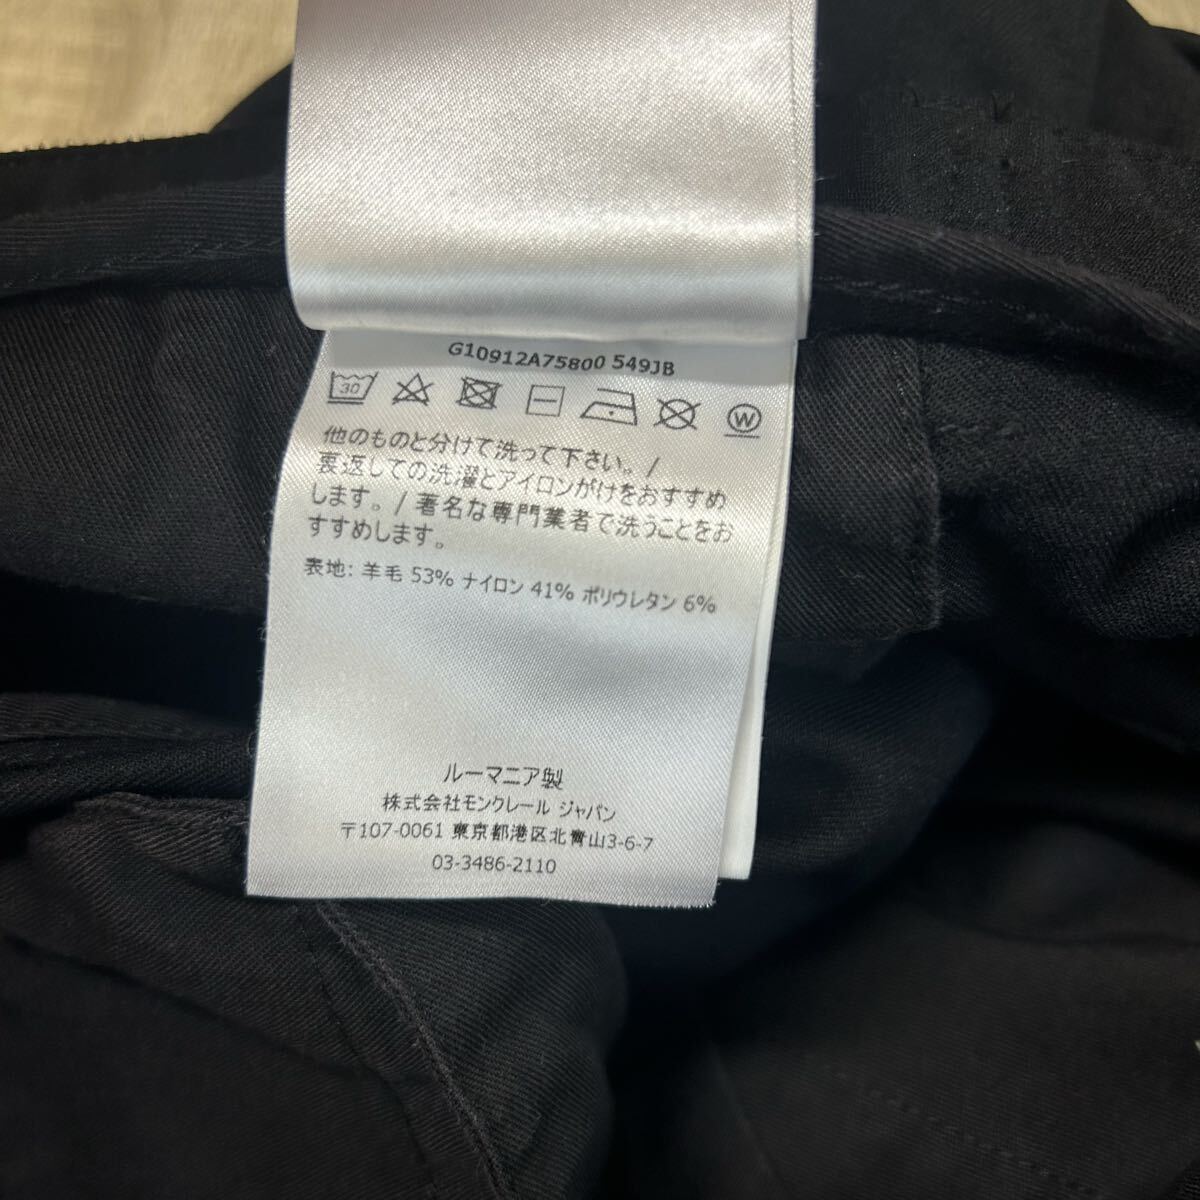 G10912A75800 549JB
30 W
他のものと分けて洗って下さい。/
裏返しての洗濯とアイロンがけをおすすめ
します。/ 著名な専門業者で洗うことをお
すすめします。
表地: 羊毛 53% ナイロン 41% ポリウレタン 6%
ルーマニア製
株式会社モンクレール ジャパン
〒107-0061 東京都港区北青山3-6-7
03-3486-2110